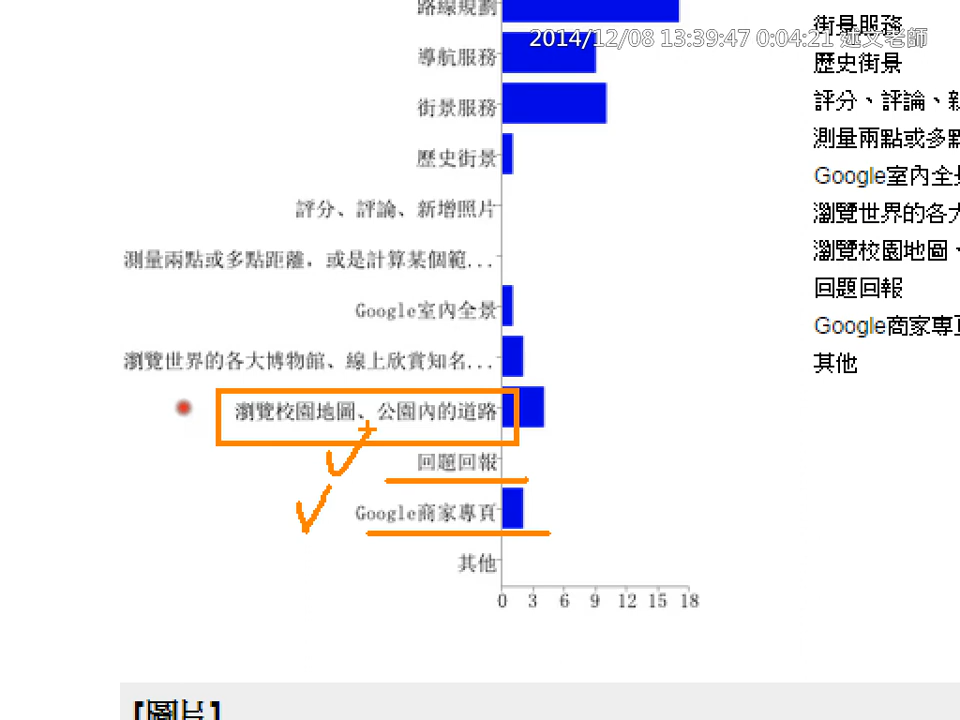 路線規劃
2014/12/08 13:39:47 0:04:21 老師
導航服務
街景服務
歷史街景
評分、評論、新增照片
測量兩點或多點距離，或是計算某個範...
Google室內全景
瀏覽世界的各大博物館、線上欣賞知名...
瀏覽校園地圖、公園內的道路
回題回報
Google商家專頁
其他
0 3 6 9 12 15 18
街景服務
歷史街景
評分、評論、新
測量兩點或多點
Google室內全景
瀏覽世界的各大
瀏覽校園地圖、
回題回報
Google商家專頁
其他
[圖片]